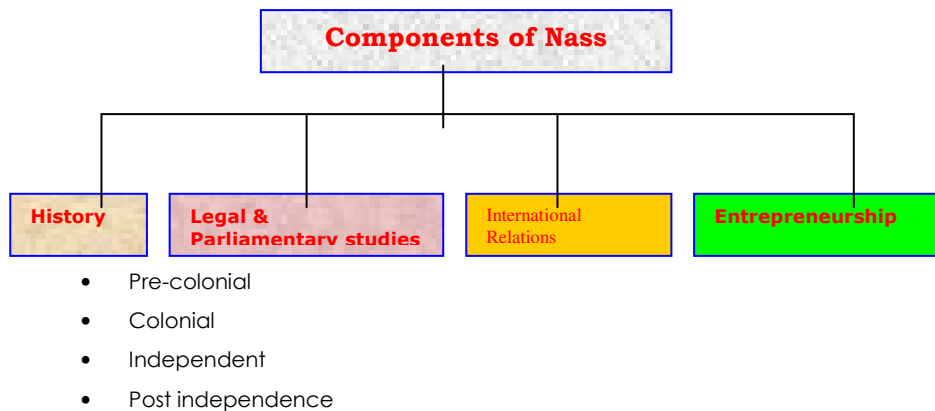 Components of Nass
History
Legal &
Parliamentary studies
International
Relations
Entrepreneurship
• Pre-colonial
• Colonial
• Independent
• Post independence